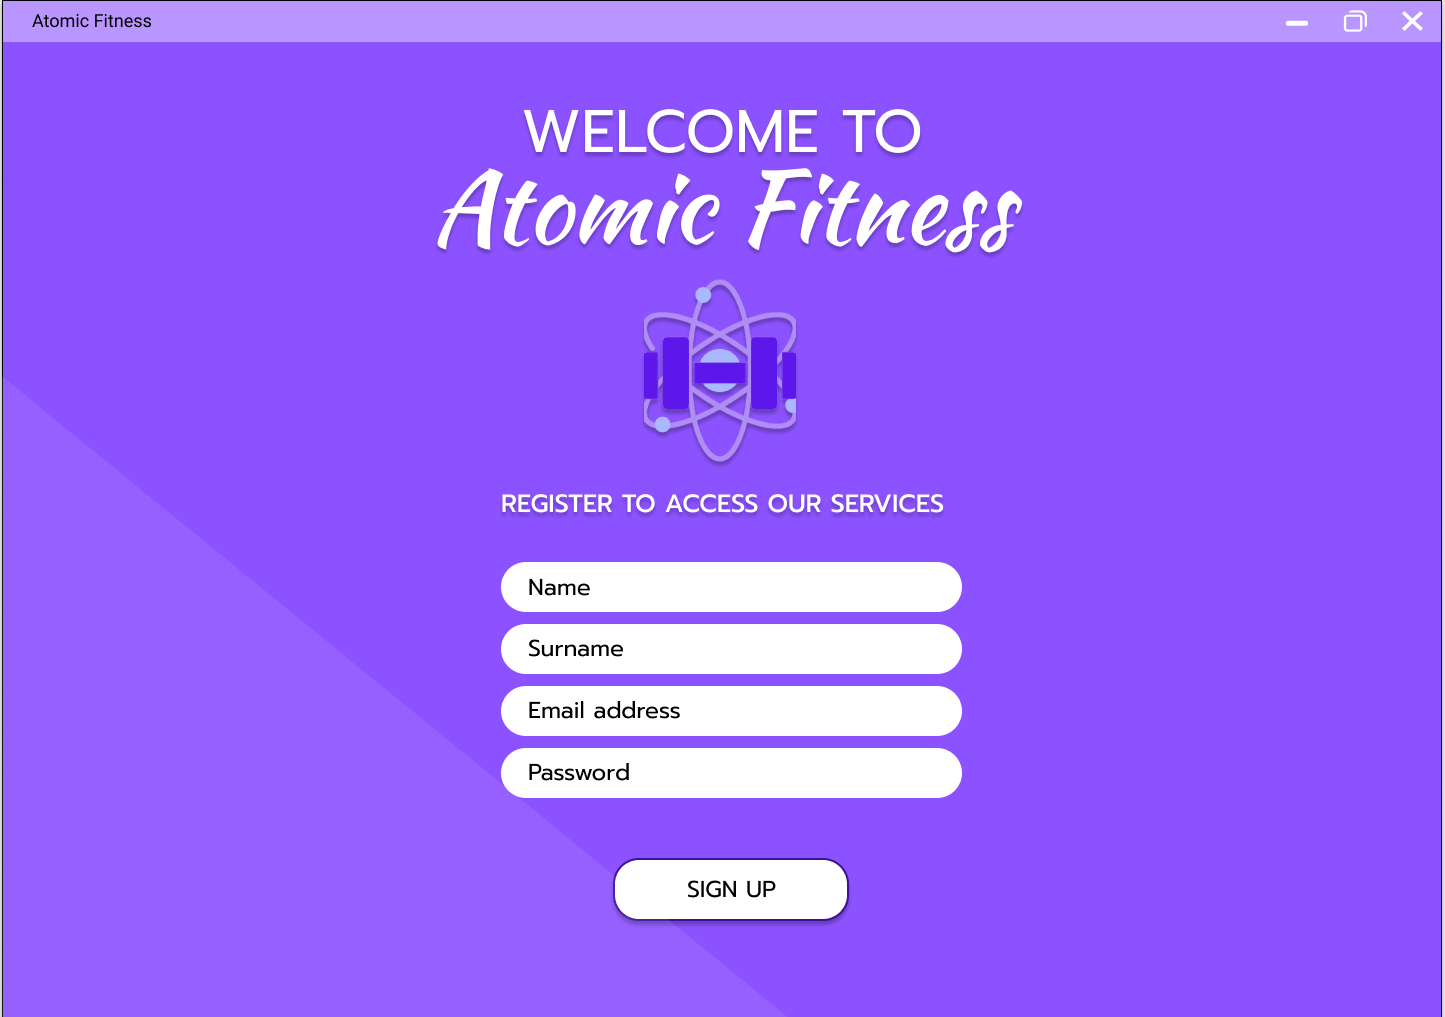 Atomic Fitness
WELCOME TO
Atomic Fitness
REGISTER TO ACCESS OUR SERVICES
Name
Surname
Email address
Password
SIGN UP